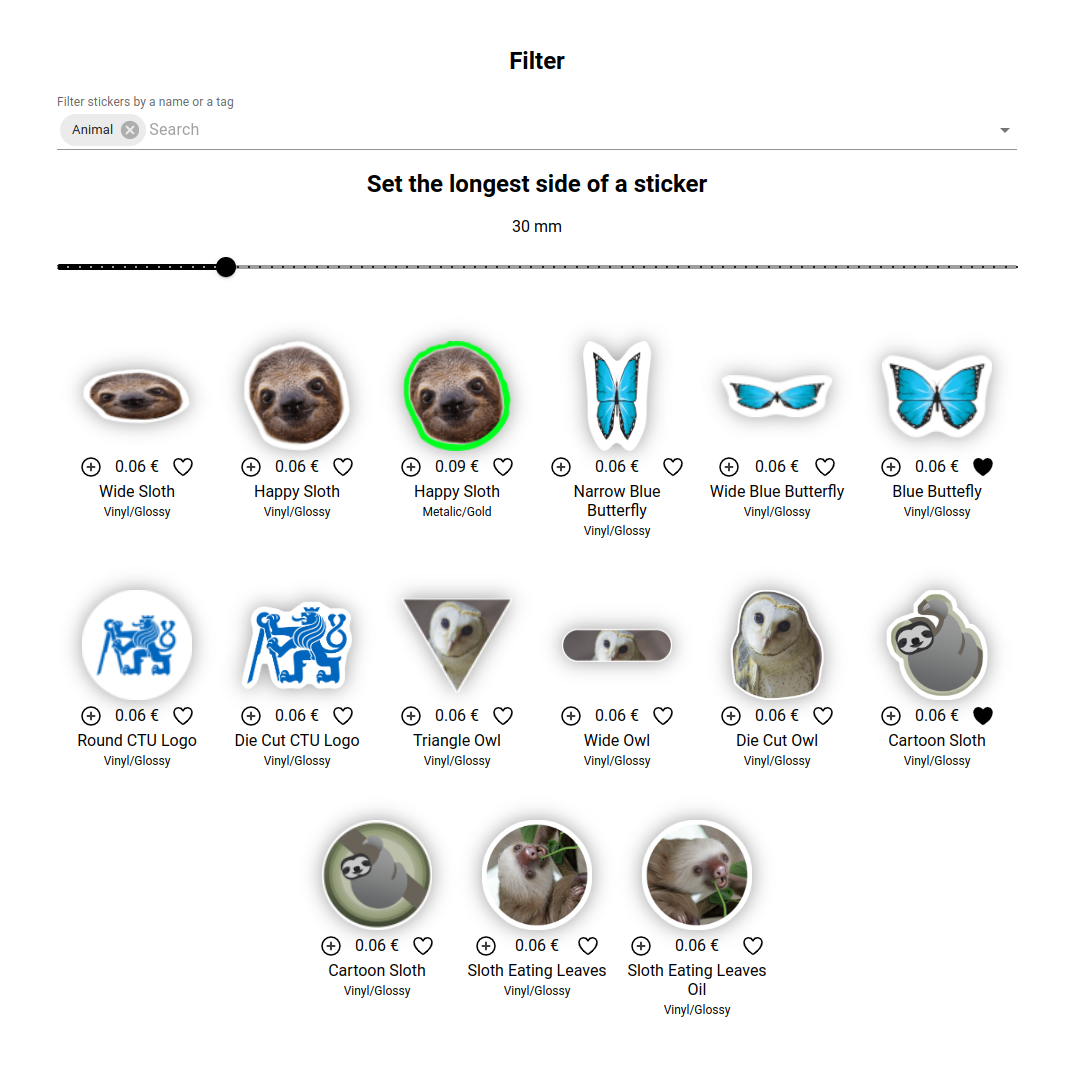 Filter
Filter stickers by a name or a tag
Animal Search
Set the longest side of a sticker
30 mm
0.06 € 0.06 € 0.09 € 0.06 € 0.06 € 0.06 €
Wide Sloth Happy Sloth Happy Sloth Narrow Blue Wide Blue Butterfly Blue Buttefly
Butterfly
Vinyl/Glossy Vinyl/Glossy Metalic/Gold Vinyl/Glossy Vinyl/Glossy
Vinyl/Glossy
0.06 € 0.06 € 0.06 € 0.06 € 0.06 € 0.06 €
Round CTU Logo Die Cut CTU Logo Triangle Owl Wide Owl Die Cut Owl Cartoon Sloth
Vinyl/Glossy Vinyl/Glossy Vinyl/Glossy Vinyl/Glossy Vinyl/Glossy Vinyl/Glossy
0.06 € 0.06 € 0.06 €
Cartoon Sloth Sloth Eating Leaves Sloth Eating Leaves
Oil
Vinyl/Glossy Vinyl/Glossy
Vinyl/Glossy